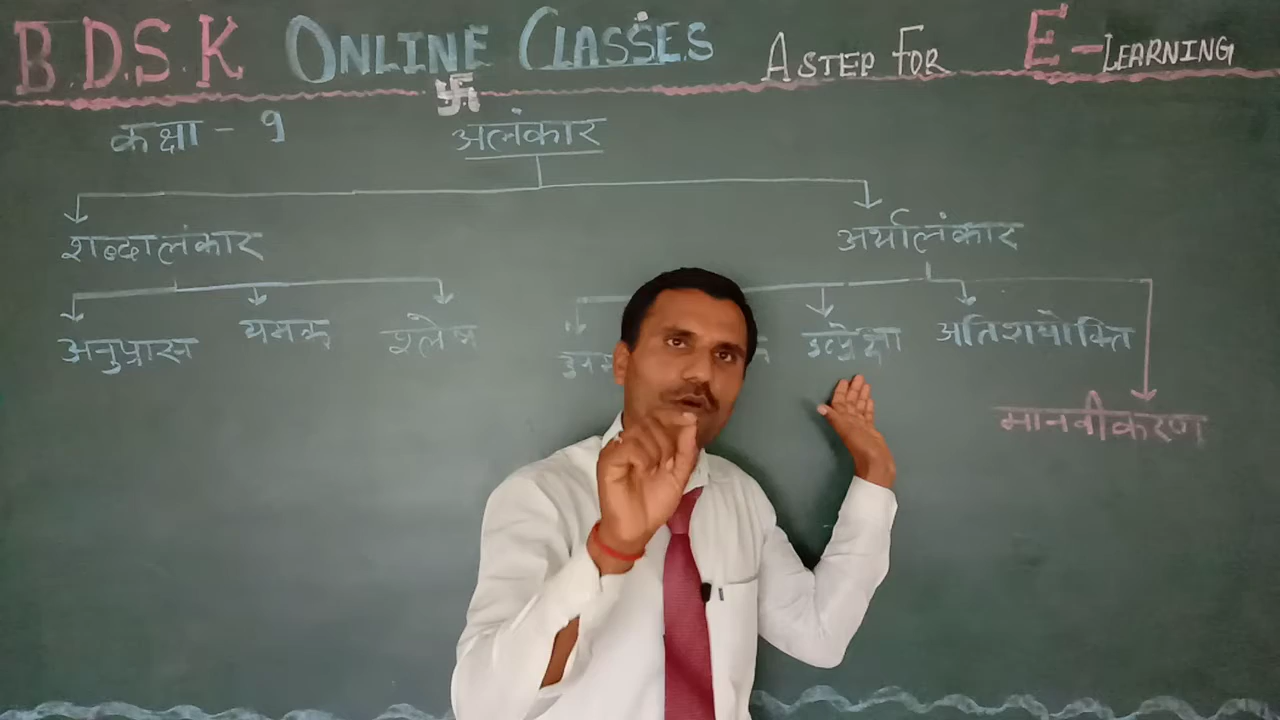 B.D.S.K ONLINE CLASSES A STEP FOR E-LEARNING
कक्षा - 9
अलंकार
शब्दालंकार अर्थालंकार
अनुप्रास यमक श्लेष उत्प्रेक्षा अतिशयोक्ति
मानवीकरण